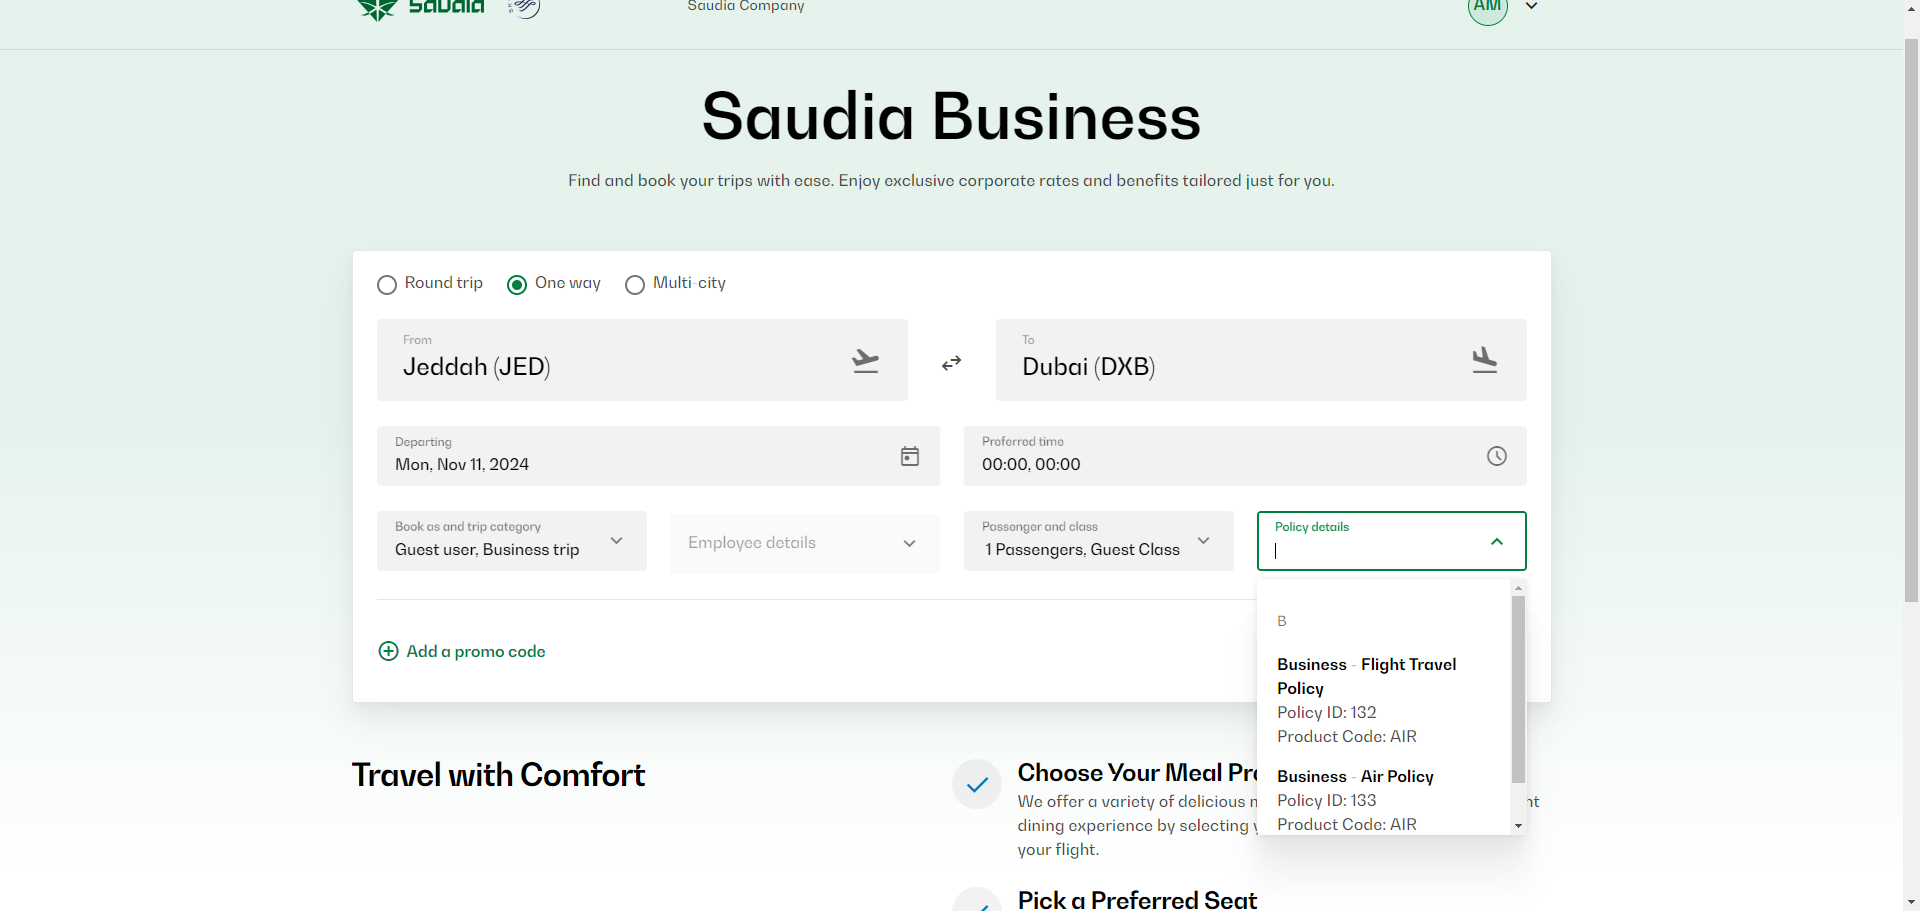 saudia
Saudia Company
AM
Saudia Business
Find and book your trips with ease. Enjoy exclusive corporate rates and benefits tailored just for you.
Round trip
One way
Multi-city
From
Jeddah (JED)
To
Dubai (DXB)
Departing
Mon, Nov 11, 2024
Preferred time
00:00, 00:00
Book as and trip category
Guest user, Business trip
Employee details
Passenger and class
1 Passengers, Guest Class
Policy details
B
Business - Flight Travel
Policy
Policy ID: 132
Product Code: AIR
Business - Air Policy
Policy ID: 133
Product Code: AIR
Add a promo code
Travel with Comfort
Choose Your Meal
We offer a variety of delicious
dining experience by selecting
your flight.
Pick a Preferred Seat